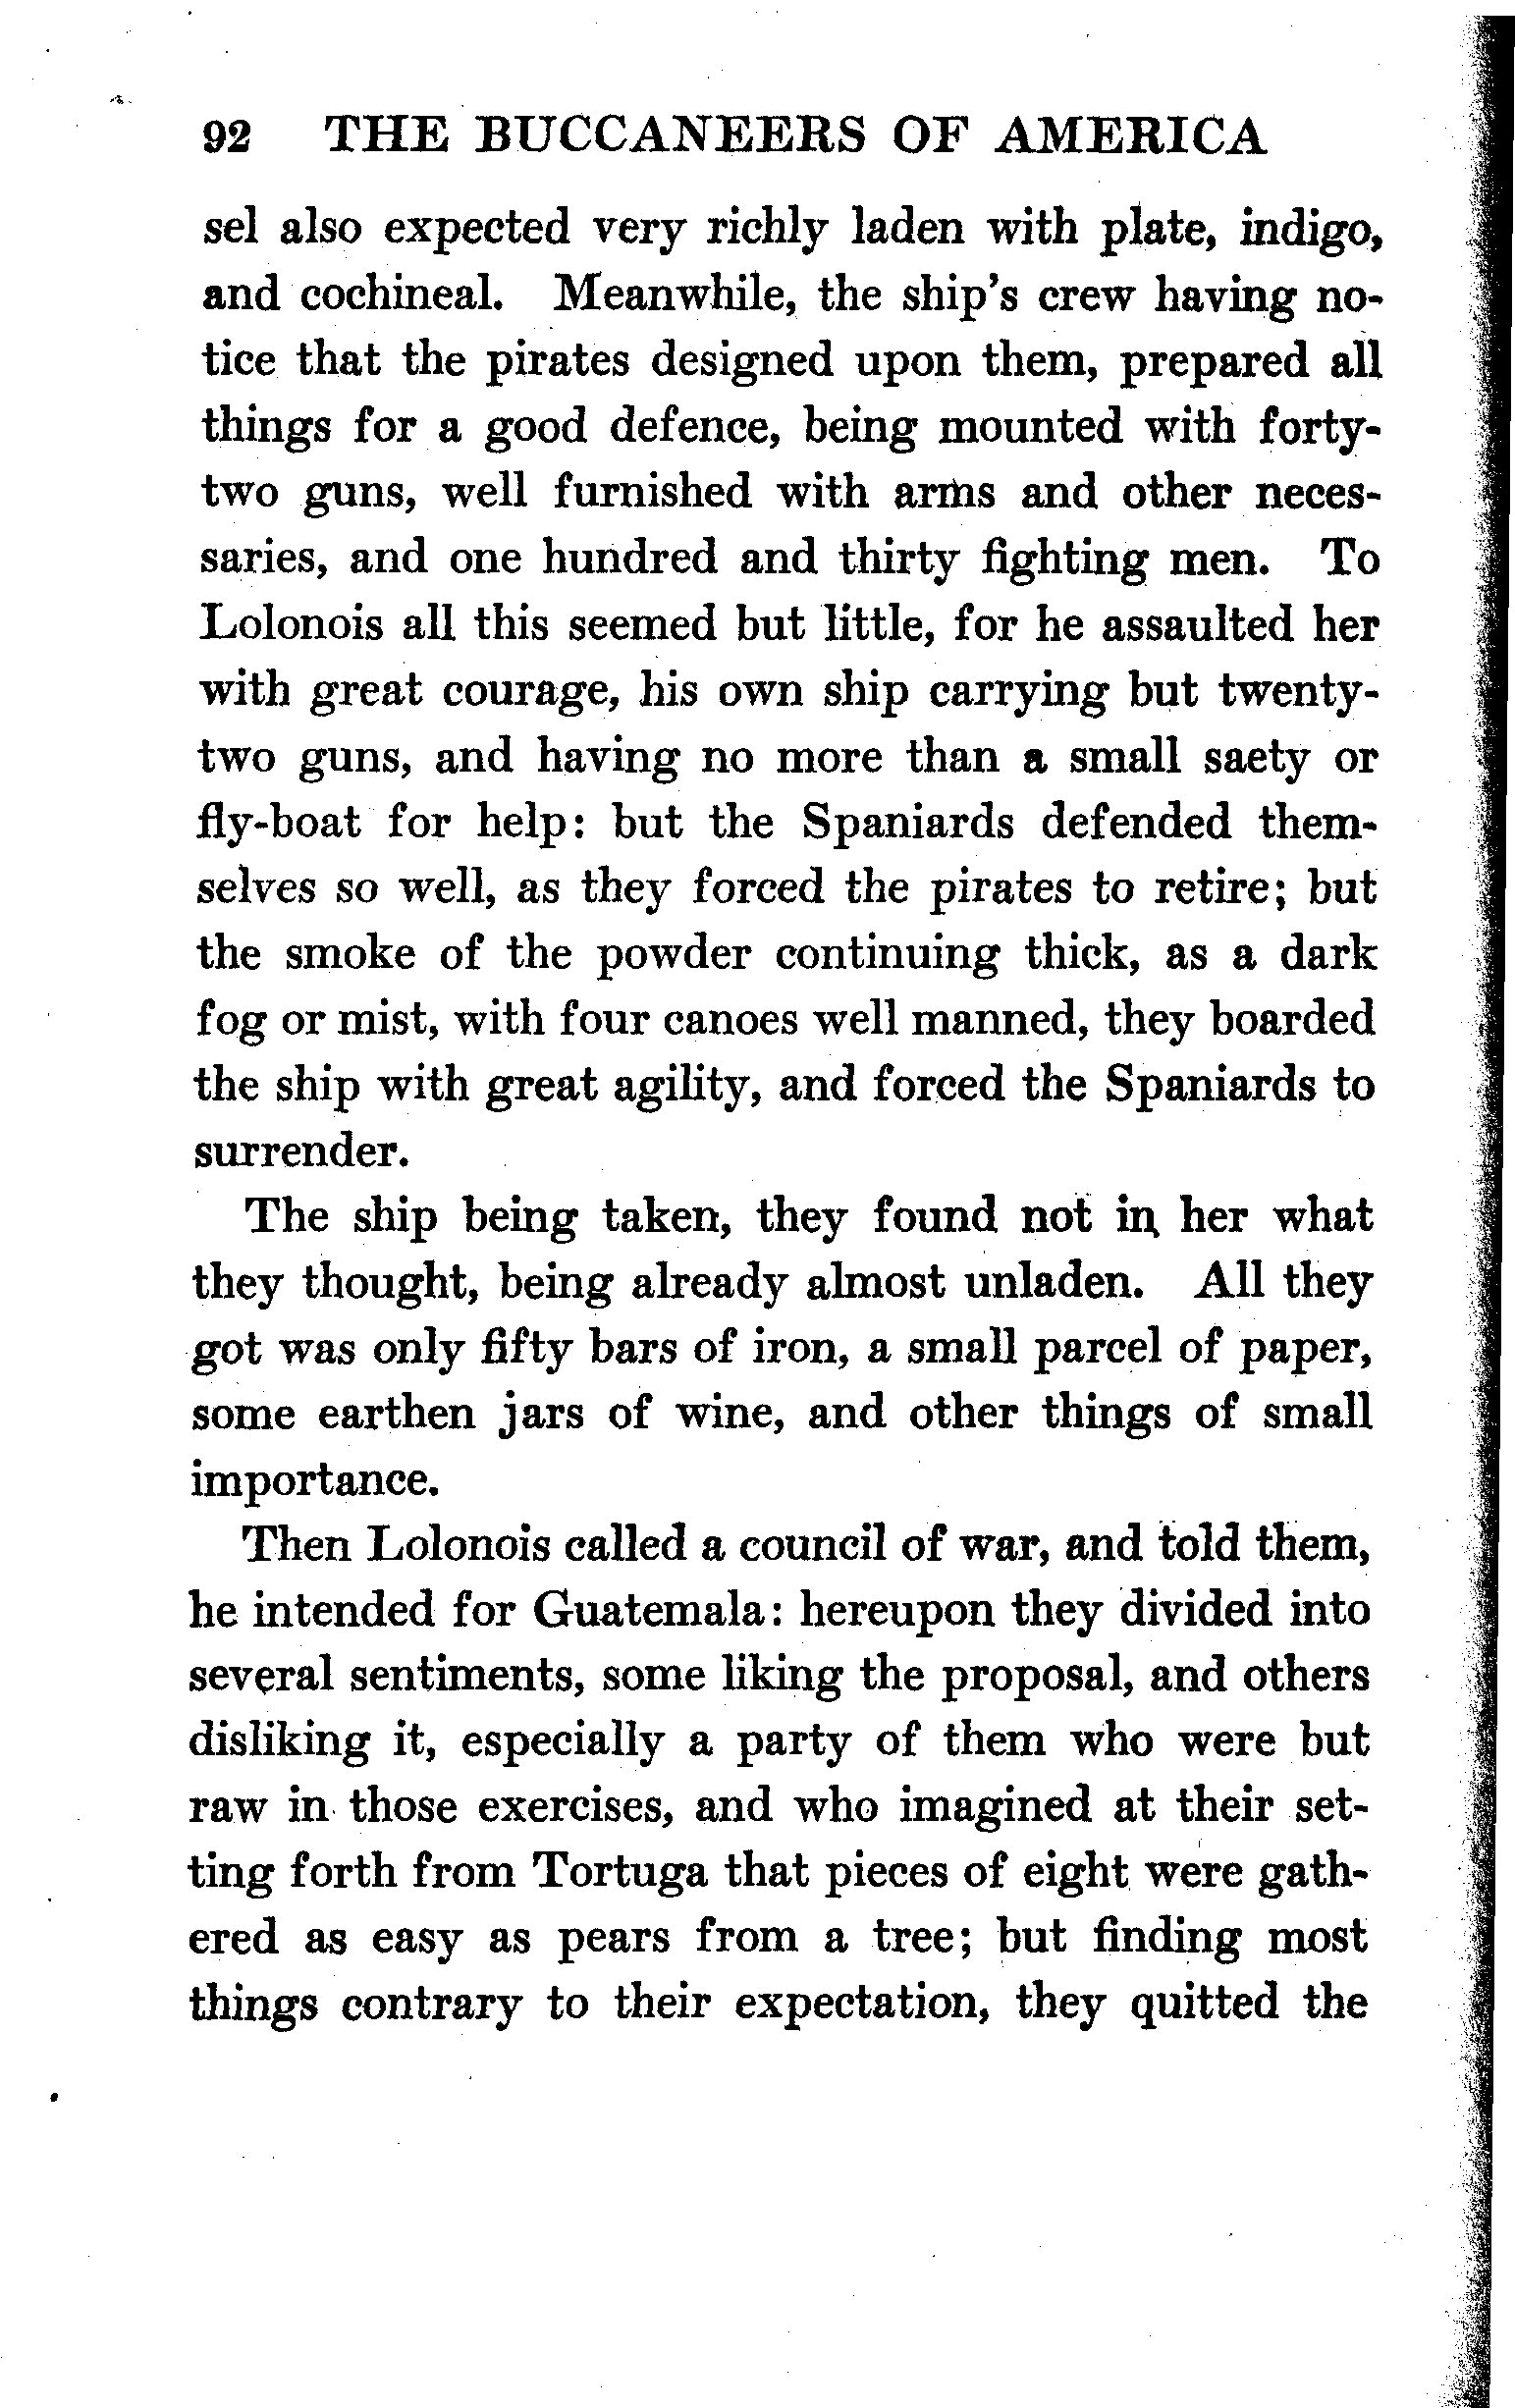 92 THE BUCCANEERS OF AMERICA
sel also expected very richly laden with plate, indigo,
and cochineal. Meanwhile, the ship's crew having no-
tice that the pirates designed upon them, prepared all
things for a good defence, being mounted with forty-
two guns, well furnished with arms and other neces-
saries, and one hundred and thirty fighting men. To
Lolonois all this seemed but little, for he assaulted her
with great courage, his own ship carrying but twenty-
two guns, and having no more than a small saety or
fly-boat for help: but the Spaniards defended them-
selves so well, as they forced the pirates to retire; but
the smoke of the powder continuing thick, as a dark
fog or mist, with four canoes well manned, they boarded
the ship with great agility, and forced the Spaniards to
surrender.
The ship being taken, they found not in her what
they thought, being already almost unladen. All they
got was only fifty bars of iron, a small parcel of paper,
some earthen jars of wine, and other things of small
importance.
Then Lolonois called a council of war, and told them,
he intended for Guatemala: hereupon they divided into
several sentiments, some liking the proposal, and others
disliking it, especially a party of them who were but
raw in those exercises, and who imagined at their set-
ting forth from Tortuga that pieces of eight were gath-
ered as easy as pears from a tree; but finding most
things contrary to their expectation, they quitted the